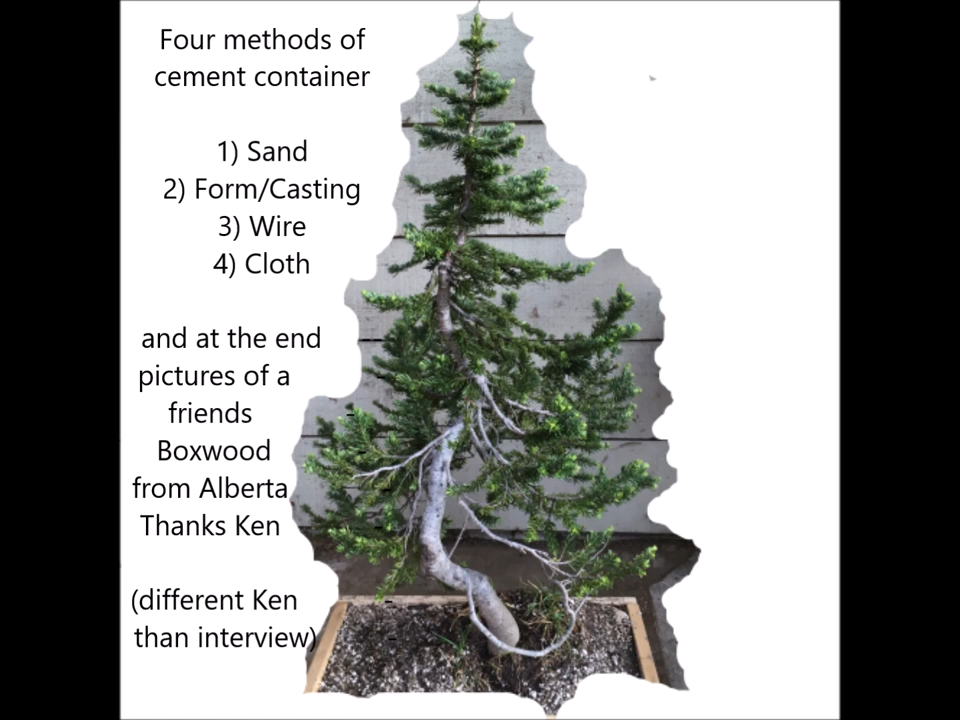 Four methods of
cement container
1) Sand
2) Form/Casting
3) Wire
4) Cloth
and at the end
pictures of a
friends
Boxwood
from Alberta
Thanks Ken
(different Ken
than interview)